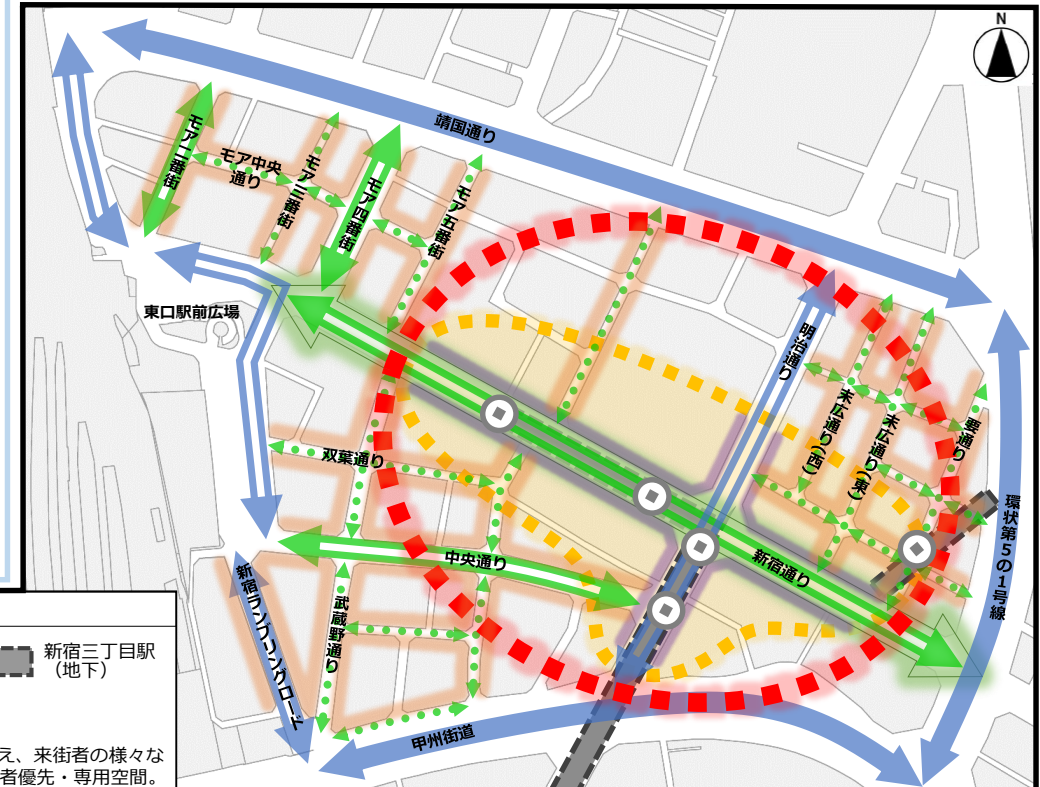 N
靖国通り
モア二番街
モア中央
通り
モア三番街
モア四番街
モア五番街
東口駅前広場
明治通り
末広通り(西)
末広通り(東)
要通り
双葉通り
環状第5の1号線
中央通り
新宿通り
新宿ランブリングロード
武蔵野通り
甲州街道
新宿三丁目駅
(地下)
え、来街者の様々な
者優先・専用空間。